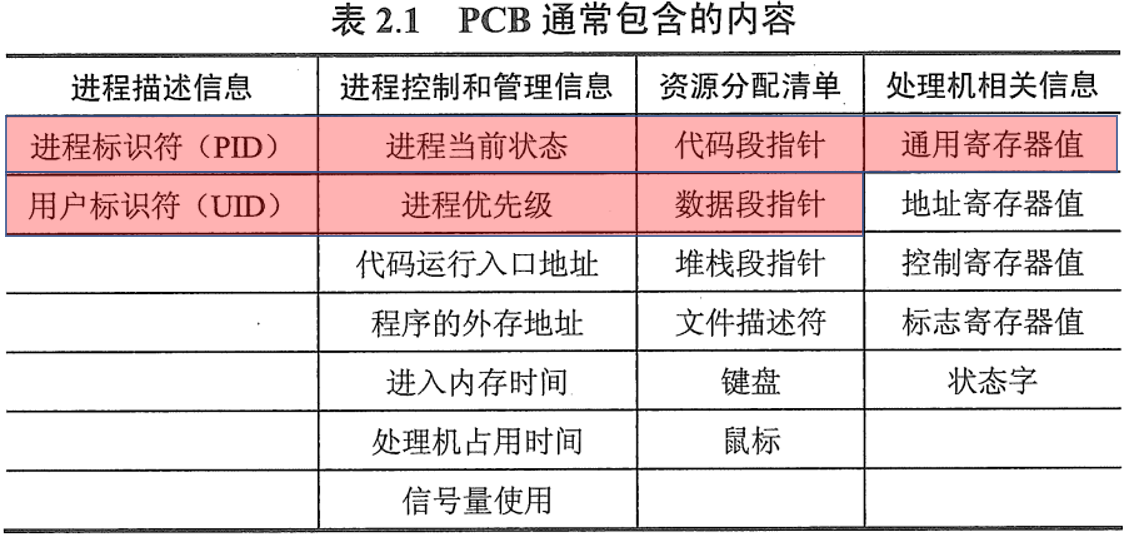 表 2.1 PCB 通常包含的内容
进程描述信息 进程控制和管理信息 资源分配清单 处理机相关信息
进程标识符（PID） 进程当前状态 代码段指针 通用寄存器值
用户标识符（UID） 进程优先级 数据段指针 地址寄存器值
代码运行入口地址 堆栈段指针 控制寄存器值
程序的外存地址 文件描述符 标志寄存器值
进入内存时间 键盘 状态字
处理机占用时间 鼠标
信号量使用